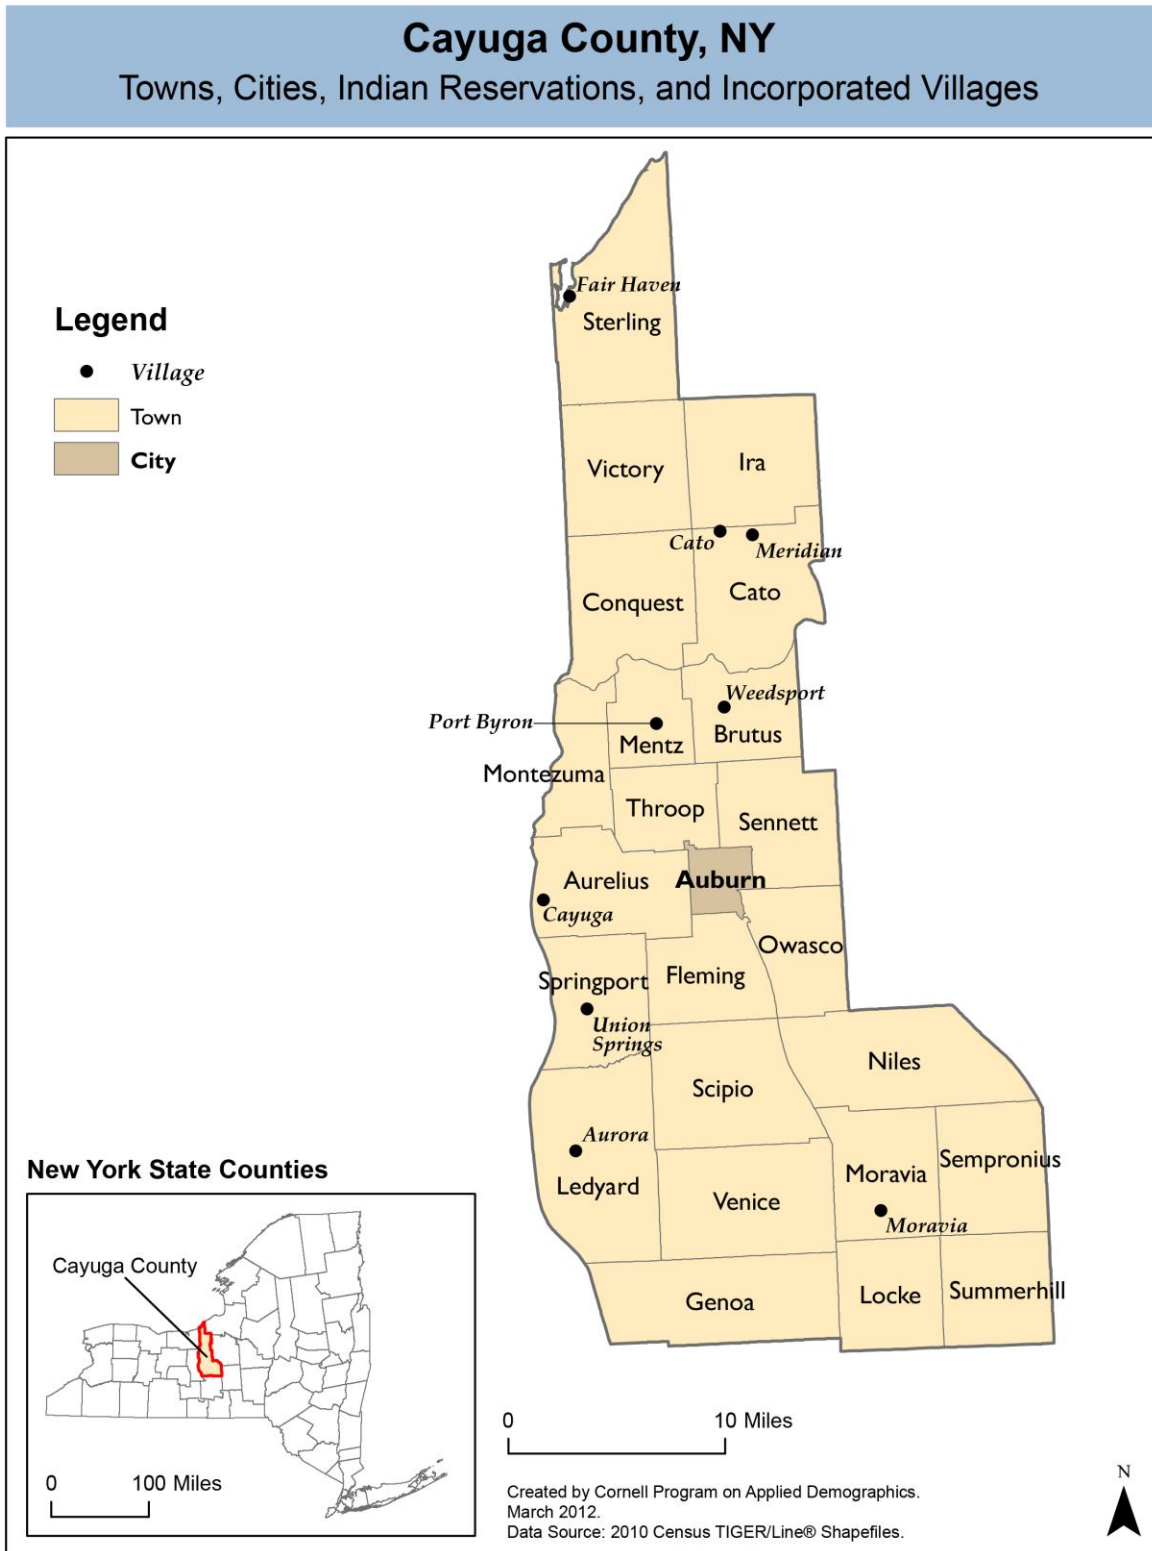 Cayuga County, NY
Towns, Cities, Indian Reservations, and Incorporated Villages
Legend
Village
Town
City
Fair Haven
Sterling
Victory
Ira
Cato
Meridian
Conquest
Cato
Weedsport
Port Byron
Mentz
Brutus
Montezuma
Throop
Sennett
Aurelius
Auburn
Cayuga
Owasco
Springport
Fleming
Union
Springs
Niles
Scipio
Aurora
Ledyard
Venice
Moravia
Sempronius
Moravia
Genoa
Locke
Summerhill
New York State Counties
Cayuga County
0 100 Miles
0 10 Miles
Created by Cornell Program on Applied Demographics.
March 2012.
Data Source: 2010 Census TIGER/Line® Shapefiles.
N